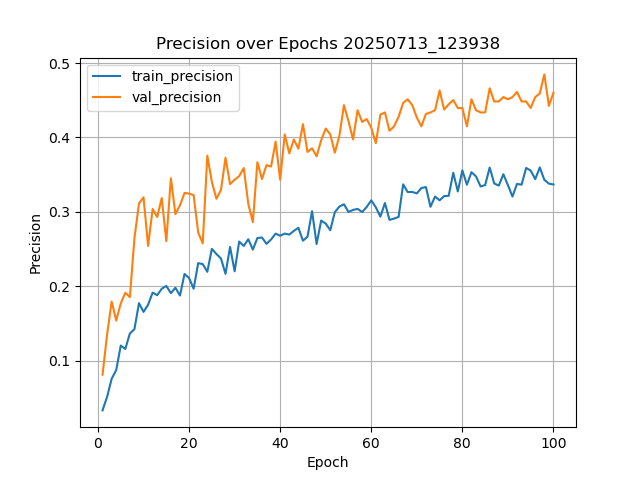 Precision over Epochs 20250713_123938
train_precision
val_precision
0.5
0.4
0.3
0.2
0.1
Precision
0 20 40 60 80 100
Epoch